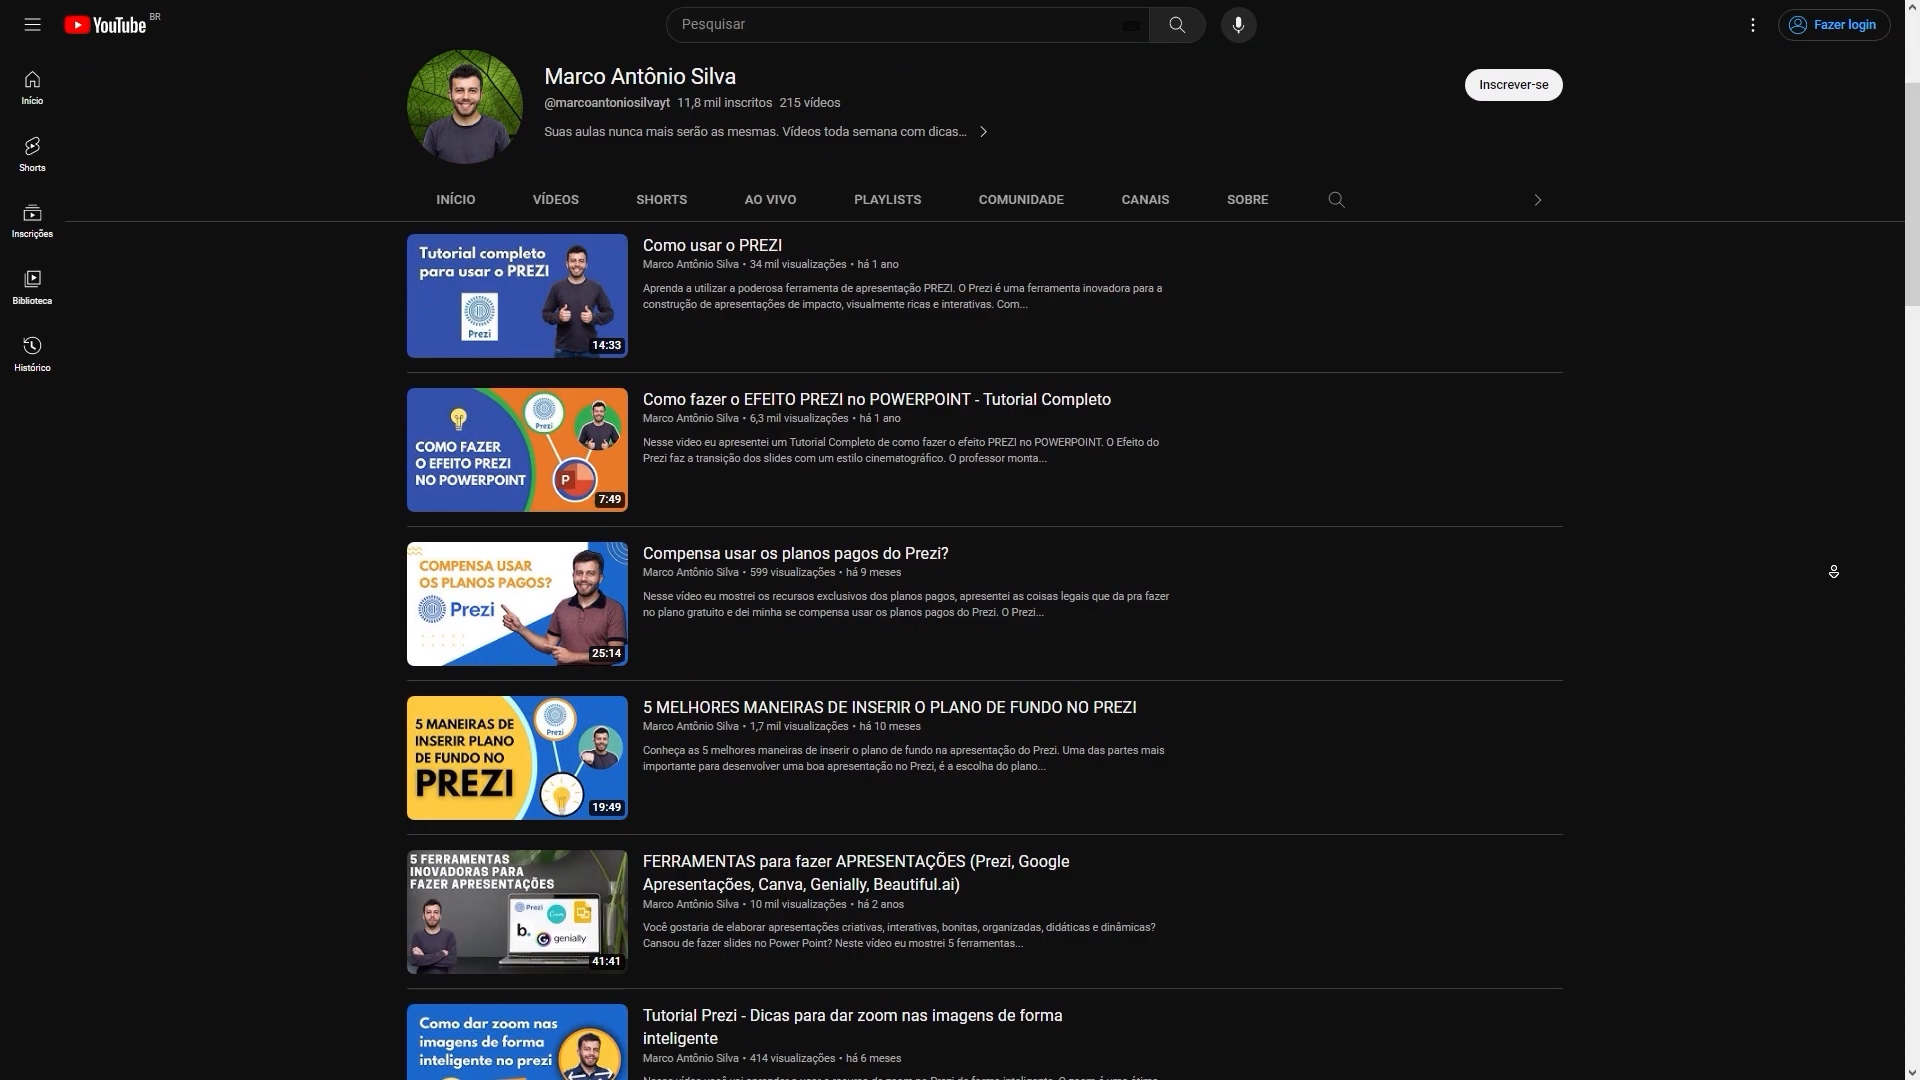 YouTube BR
Pesquisar
Fazer login
Início
Shorts
Inscrições
Biblioteca
Histórico
Marco Antônio Silva
@marcoantoniosilvayt 11,8 mil inscritos 215 vídeos
Suas aulas nunca mais serão as mesmas. Vídeos toda semana com dicas...
Inscrever-se
INÍCIO VÍDEOS SHORTS AO VIVO PLAYLISTS COMUNIDADE CANAIS SOBRE
Tutorial completo
para usar o PREZI
Prezi
14:33
Como usar o PREZI
Marco Antônio Silva • 34 mil visualizações • há 1 ano
Aprenda a utilizar a poderosa ferramenta de apresentação PREZI. O Prezi é uma ferramenta inovadora para a
construção de apresentações de impacto, visualmente ricas e interativas. Com...
COMO FAZER
O EFEITO PREZI
NO POWERPOINT
Prezi
P
7:49
Como fazer o EFEITO PREZI no POWERPOINT - Tutorial Completo
Marco Antônio Silva • 6,3 mil visualizações • há 1 ano
Nesse video eu apresentei um Tutorial Completo de como fazer o efeito PREZI no POWERPOINT. O Efeito do
Prezi faz a transição dos slides com um estilo cinematográfico. O professor monta...
COMPENSA USAR
OS PLANOS PAGOS?
Prezi
25:14
Compensa usar os planos pagos do Prezi?
Marco Antônio Silva • 599 visualizações • há 9 meses
Nesse vídeo eu mostrei os recursos exclusivos dos planos pagos, apresentei as coisas legais que da pra fazer
no plano gratuito e dei minha se compensa usar os planos pagos do Prezi. O Prezi...
5 MANEIRAS DE
INSERIR PLANO
DE FUNDO NO
PREZI
Prezi
19:49
5 MELHORES MANEIRAS DE INSERIR O PLANO DE FUNDO NO PREZI
Marco Antônio Silva • 1,7 mil visualizações • há 10 meses
Conheça as 5 melhores maneiras de inserir o plano de fundo na apresentação do Prezi. Uma das partes mais
importante para desenvolver uma boa apresentação no Prezi, é a escolha do plano...
5 FERRAMENTAS
INOVADORAS PARA
FAZER APRESENTAÇÕES
Prezi
Canva
b.
genially
41:41
FERRAMENTAS para fazer APRESENTAÇÕES (Prezi, Google
Apresentações, Canva, Genially, Beautiful.ai)
Marco Antônio Silva • 10 mil visualizações • há 2 anos
Você gostaria de elaborar apresentações criativas, interativas, bonitas, organizadas, didáticas e dinâmicas?
Cansou de fazer slides no Power Point? Neste vídeo eu mostrei 5 ferramentas...
Como dar zoom nas
imagens de forma
inteligente no prezi
Tutorial Prezi - Dicas para dar zoom nas imagens de forma
inteligente
Marco Antônio Silva • 414 visualizações • há 6 meses